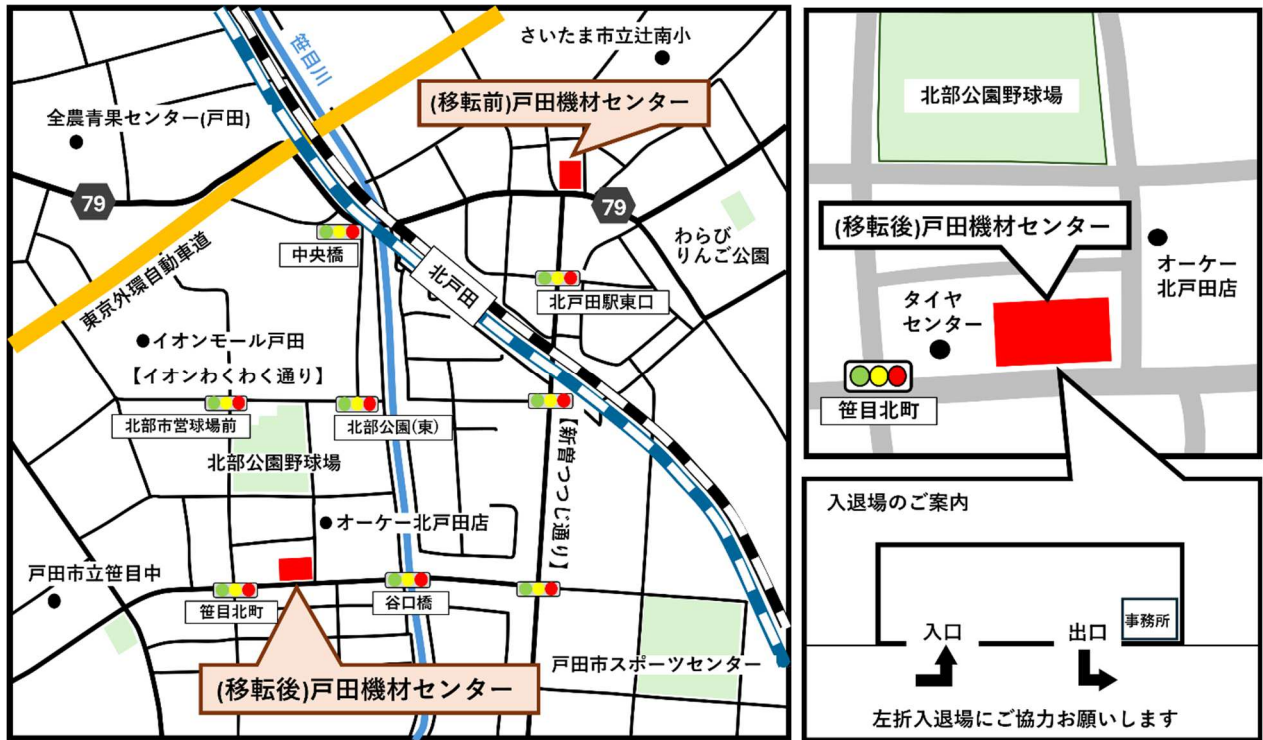 さいたま市立辻南小
笹目川
(移転前)戸田機材センター
全農青果センター(戸田)
79
79
わらび
りんご公園
中央橋
東京外環自動車道
北戸田
北戸田駅東口
イオンモール戸田
【イオンわくわく通り】
北部市営球場前
北部公園(東)
北部公園野球場
【新曽つつじ通り】
オーケー北戸田店
戸田市立笹目中
笹目北町
谷口橋
戸田市スポーツセンター
(移転後)戸田機材センター
北部公園野球場
(移転後)戸田機材センター
オーケー
北戸田店
タイヤ
センター
笹目北町
入退場のご案内
事務所
入口
出口
左折入退場にご協力お願いします